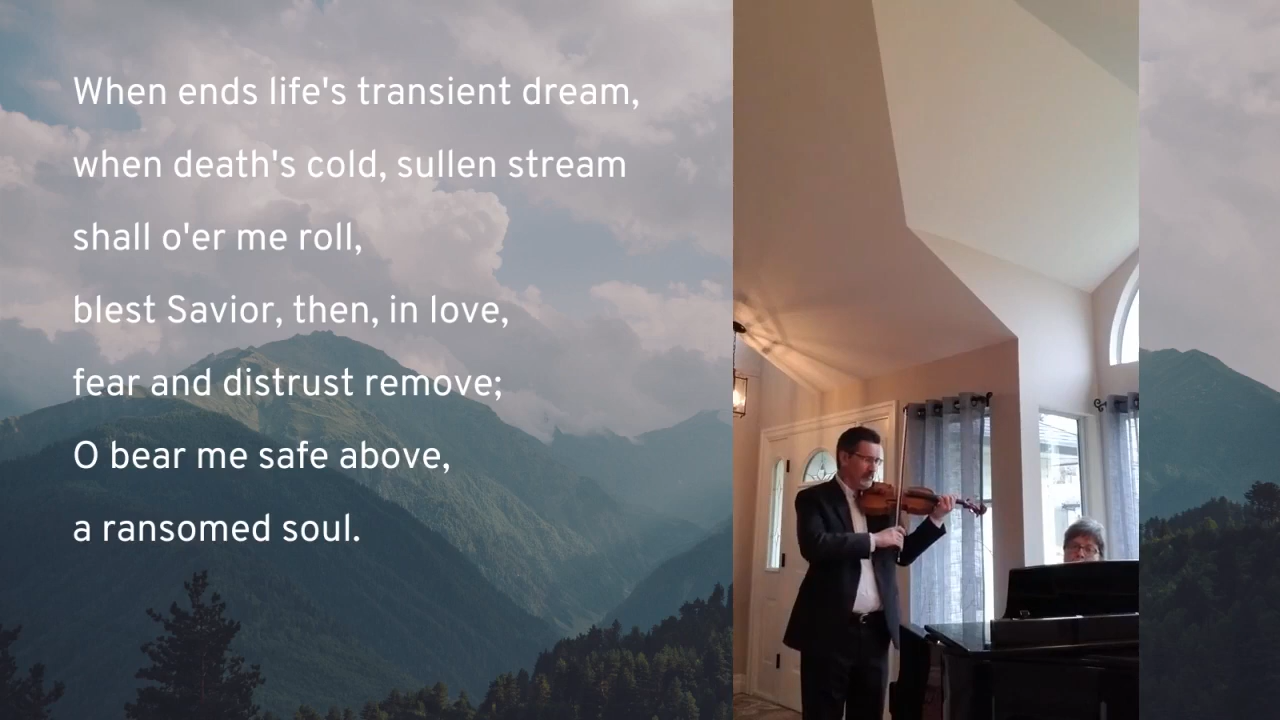 When ends life's transient dream,
when death's cold, sullen stream
shall o'er me roll,
blest Savior, then, in love,
fear and distrust remove;
O bear me safe above,
a ransomed soul.